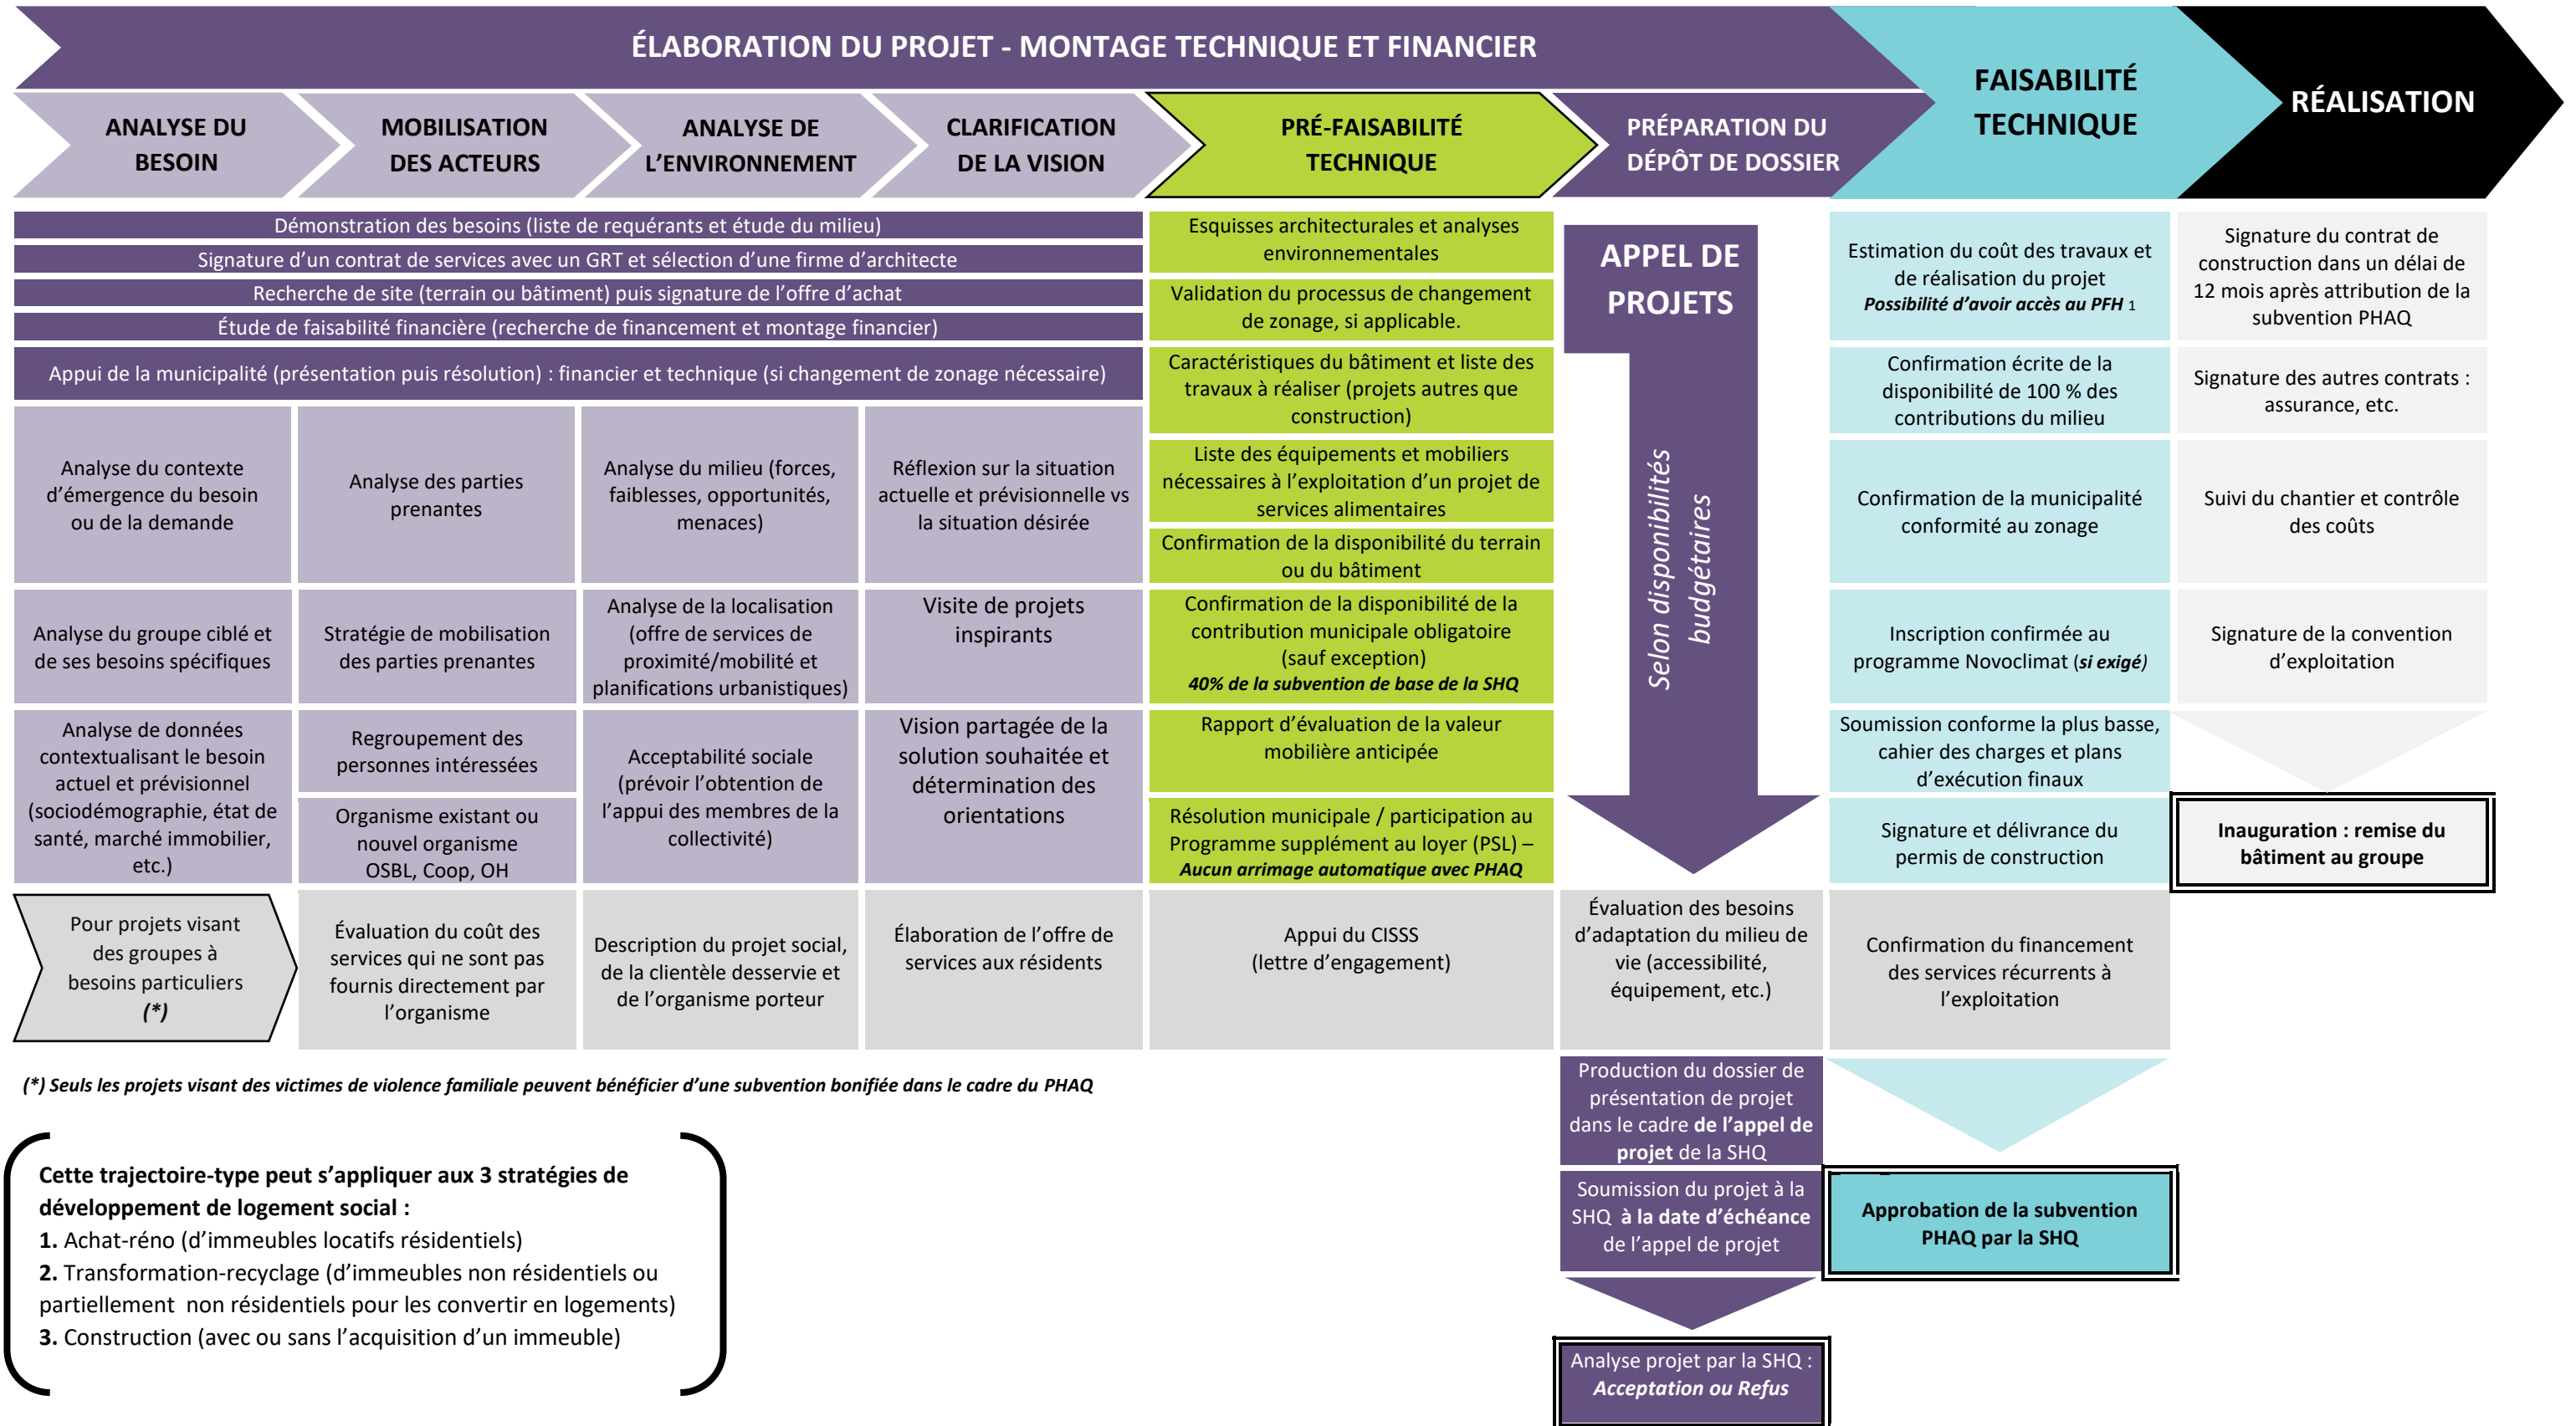 ÉLABORATION DU PROJET - MONTAGE TECHNIQUE ET FINANCIER
FAISABILITÉ
TECHNIQUE
RÉALISATION
ANALYSE DU
BESOIN
MOBILISATION
DES ACTEURS
ANALYSE DE
L’ENVIRONNEMENT
CLARIFICATION
DE LA VISION
PRÉ-FAISABILITÉ
TECHNIQUE
PRÉPARATION DU
DÉPÔT DE DOSSIER
Démonstration des besoins (liste de requérants et étude du milieu)
Signature d’un contrat de services avec un GRT et sélection d’une firme d’architecte
Recherche de site (terrain ou bâtiment) puis signature de l’offre d’achat
Étude de faisabilité financière (recherche de financement et montage financier)
Appui de la municipalité (présentation puis résolution) : financier et technique (si changement de zonage nécessaire)
Analyse du contexte
d’émergence du besoin
ou de la demande
Analyse du groupe ciblé et
de ses besoins spécifiques
Analyse de données
contextualisant le besoin
actuel et prévisionnel
(sociodémographie, état de
santé, marché immobilier,
etc.)
Analyse des parties
prenantes
Stratégie de mobilisation
des parties prenantes
Regroupement des
personnes intéressées
Organisme existant ou
nouvel organisme
OSBL, Coop, OH
Analyse du milieu (forces,
faiblesses, opportunités,
menaces)
Analyse de la localisation
(offre de services de
proximité/mobilité et
planifications urbanistiques)
Acceptabilité sociale
(prévoir l’obtention de
l’appui des membres de la
collectivité)
Réflexion sur la situation
actuelle et prévisionnelle vs
la situation désirée
Visite de projets
inspirants
Vision partagée de la
solution souhaitée et
détermination des
orientations
Esquisses architecturales et analyses
environnementales
Validation du processus de changement
de zonage, si applicable.
Caractéristiques du bâtiment et liste des
travaux à réaliser (projets autres que
construction)
Liste des équipements et mobiliers
nécessaires à l’exploitation d’un projet de
services alimentaires
Confirmation de la disponibilité du terrain
ou du bâtiment
Confirmation de la disponibilité de la
contribution municipale obligatoire
(sauf exception)
40% de la subvention de base de la SHQ
Rapport d’évaluation de la valeur
mobilière anticipée
Résolution municipale / participation au
Programme supplément au loyer (PSL) –
Aucun arrimage automatique avec PHAQ
APPEL DE
PROJETS
Selon disponibilités
budgétaires
Estimation du coût des travaux et
de réalisation du projet
Possibilité d’avoir accès au PFH 1
Confirmation écrite de la
disponibilité de 100 % des
contributions du milieu
Confirmation de la municipalité
conformité au zonage
Inscription confirmée au
programme Novoclimat (si exigé)
Soumission conforme la plus basse,
cahier des charges et plans
d’exécution finaux
Signature et délivrance du
permis de construction
Signature du contrat de
construction dans un délai de
12 mois après attribution de la
subvention PHAQ
Signature des autres contrats :
assurance, etc.
Suivi du chantier et contrôle
des coûts
Signature de la convention
d’exploitation
Inauguration : remise du
bâtiment au groupe
Pour projets visant
des groupes à
besoins particuliers
(*)
Évaluation du coût des
services qui ne sont pas
fournis directement par
l’organisme
Description du projet social,
de la clientèle desservie et
de l’organisme porteur
Élaboration de l’offre de
services aux résidents
Appui du CISSS
(lettre d’engagement)
Évaluation des besoins
d’adaptation du milieu de
vie (accessibilité,
équipement, etc.)
Confirmation du financement
des services récurrents à
l’exploitation
(*) Seuls les projets visant des victimes de violence familiale peuvent bénéficier d’une subvention bonifiée dans le cadre du PHAQ
Production du dossier de
présentation de projet
dans le cadre de l’appel de
projet de la SHQ
Soumission du projet à la
SHQ à la date d’échéance
de l’appel de projet
Analyse projet par la SHQ :
Acceptation ou Refus
Approbation de la subvention
PHAQ par la SHQ
Cette trajectoire-type peut s’appliquer aux 3 stratégies de
développement de logement social :
1. Achat-réno (d’immeubles locatifs résidentiels)
2. Transformation-recyclage (d’immeubles non résidentiels ou
partiellement non résidentiels pour les convertir en logements)
3. Construction (avec ou sans l’acquisition d’un immeuble)